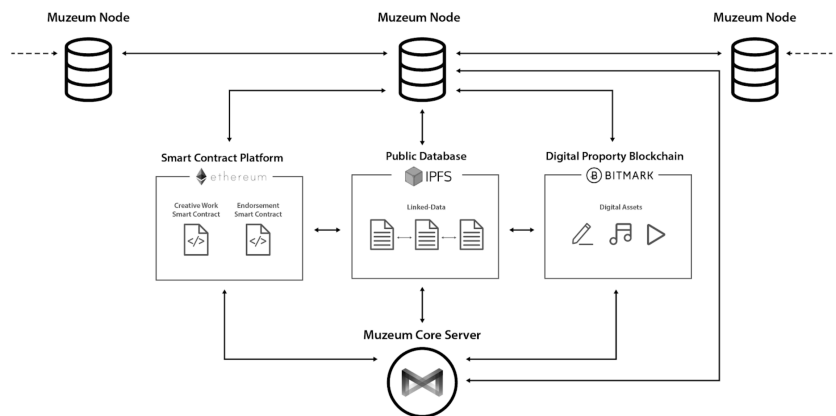 Muzeum Node
Muzeum Node
Muzeum Node
Smart Contract Platform
ethereum
Creative Work
Smart Contract
Endorsement
Smart Contract
</>
</>
Public Database
IPFS
Linked-Data
Digital Proporty Blockchain
BITMARK
Digital Assets
Muzeum Core Server